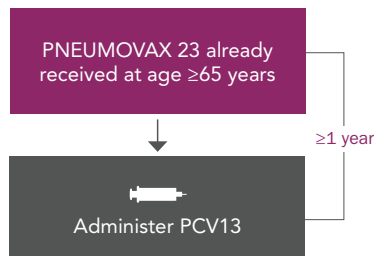 PNEUMOVAX 23 already
received at age ≥65 years
≥1 year
Administer PCV13